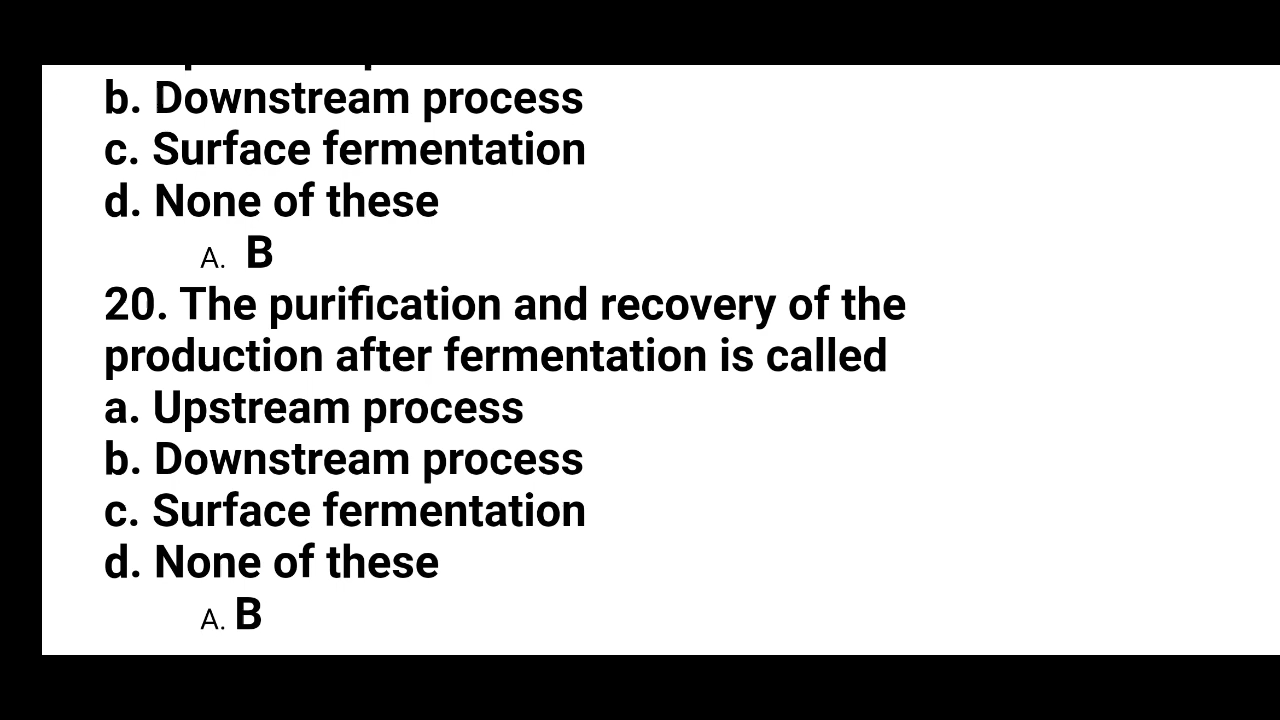 b. Downstream process
c. Surface fermentation
d. None of these
A. B
20. The purification and recovery of the
production after fermentation is called
a. Upstream process
b. Downstream process
c. Surface fermentation
d. None of these
A. B